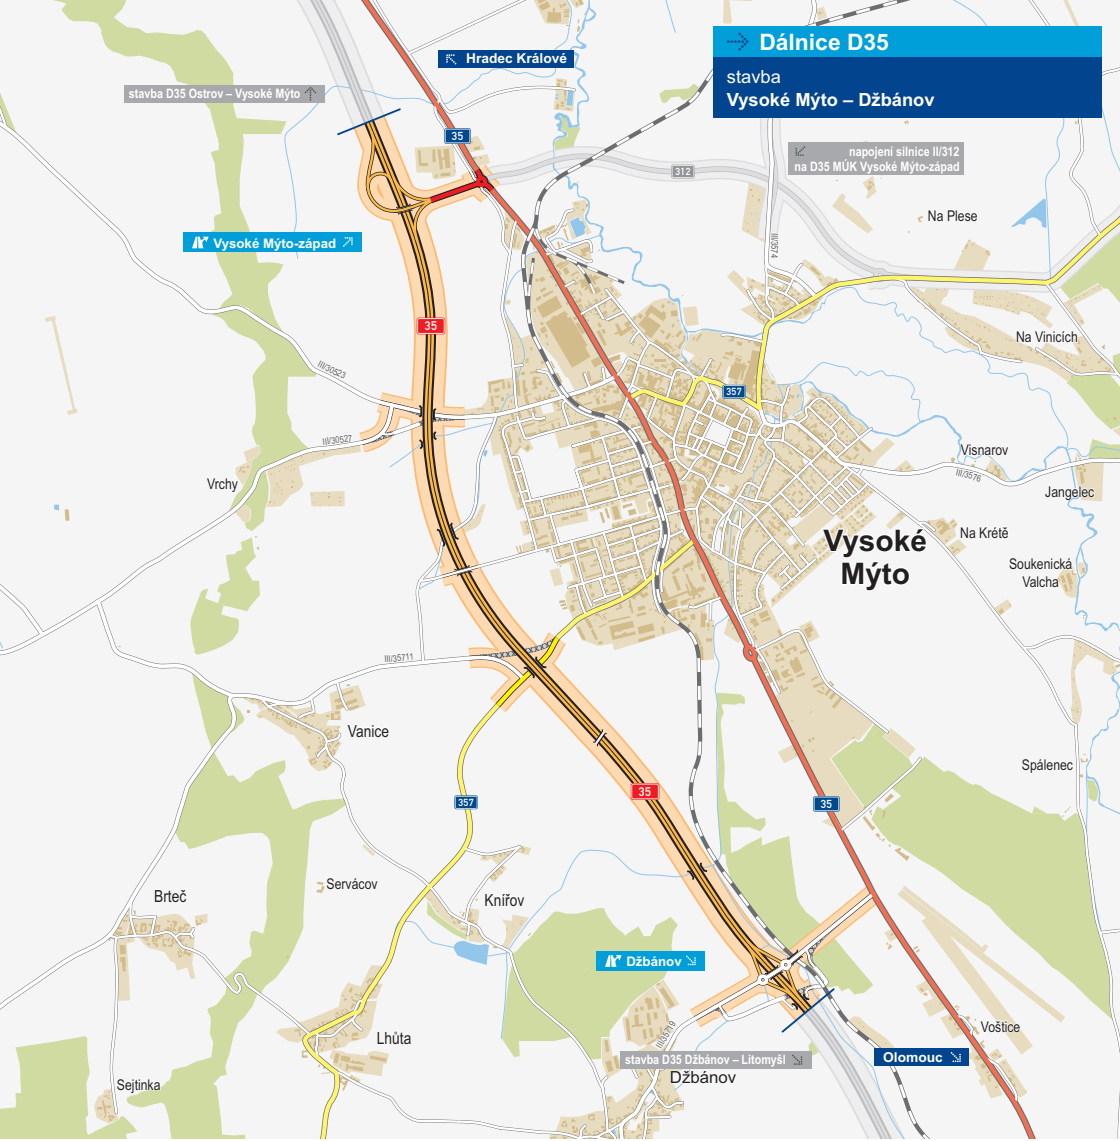 Dálnice D35
stavba
Vysoké Mýto – Džbánov
Hradec Králové
stavba D35 Ostrov – Vysoké Mýto
35
napojení silnice II/312
na D35 MÚK Vysoké Mýto-západ
312
Na Plese
Vysoké Mýto-západ
III/3574
35
Na Vinicích
III/30523
357
III/30527
Visnarov
III/3576
Vrchy
Jangelec
Na Krétě
Vysoké
Mýto
Soukenická
Valcha
III/35711
Vanice
Spálenec
35
357
35
Servácov
Brteč
Knířov
Džbánov
Voštice
Lhůta
III/35719
Olomouc
stavba D35 Džbánov – Litomyšl
Džbánov
Sejtinka